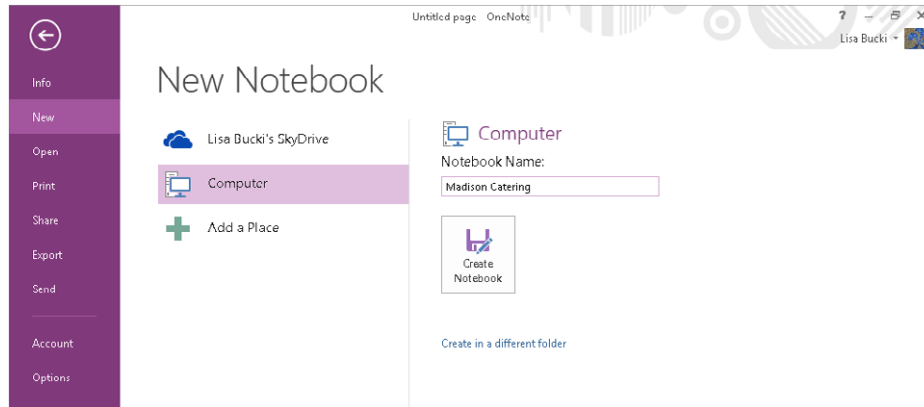 Untitled page OneNote
?
Lisa Bucki
Info
New
Open
Print
Share
Export
Send
Account
Options
New Notebook
Lisa Bucki's SkyDrive
Computer
Add a Place
Computer
Notebook Name:
Madison Catering
Create
Notebook
Create in a different folder